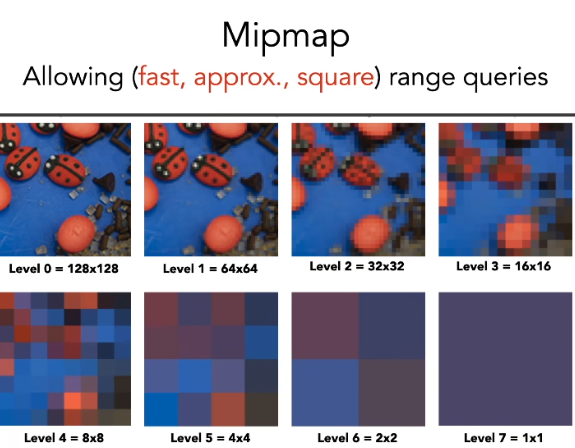 Mipmap
Allowing (fast, approx., square) range queries
Level 0 = 128x128
Level 1 = 64x64
Level 2 = 32x32
Level 3 = 16x16
Level 4 = 8x8
Level 5 = 4x4
Level 6 = 2x2
Level 7 = 1x1